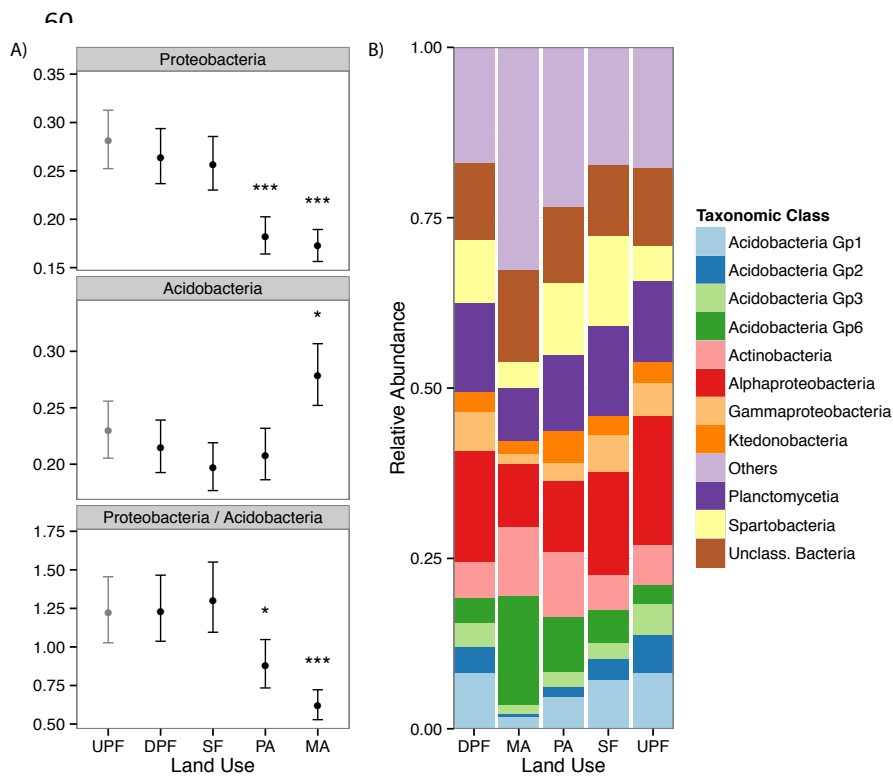 60
A)
Proteobacteria
0.35
0.30
0.25
0.20
0.15
***
***
Acidobacteria
0.30
0.25
0.20
*
Proteobacteria / Acidobacteria
1.75
1.50
1.25
1.00
0.75
0.50
*
***
UPF DPF SF PA MA
Land Use
B)
Relative Abundance
1.00
0.75
0.50
0.25
0.00
DPF MA PA SF UPF
Land Use
Taxonomic Class
Acidobacteria Gp1
Acidobacteria Gp2
Acidobacteria Gp3
Acidobacteria Gp6
Actinobacteria
Alphaproteobacteria
Gammaproteobacteria
Ktedonobacteria
Others
Planctomycetia
Spartobacteria
Unclass. Bacteria